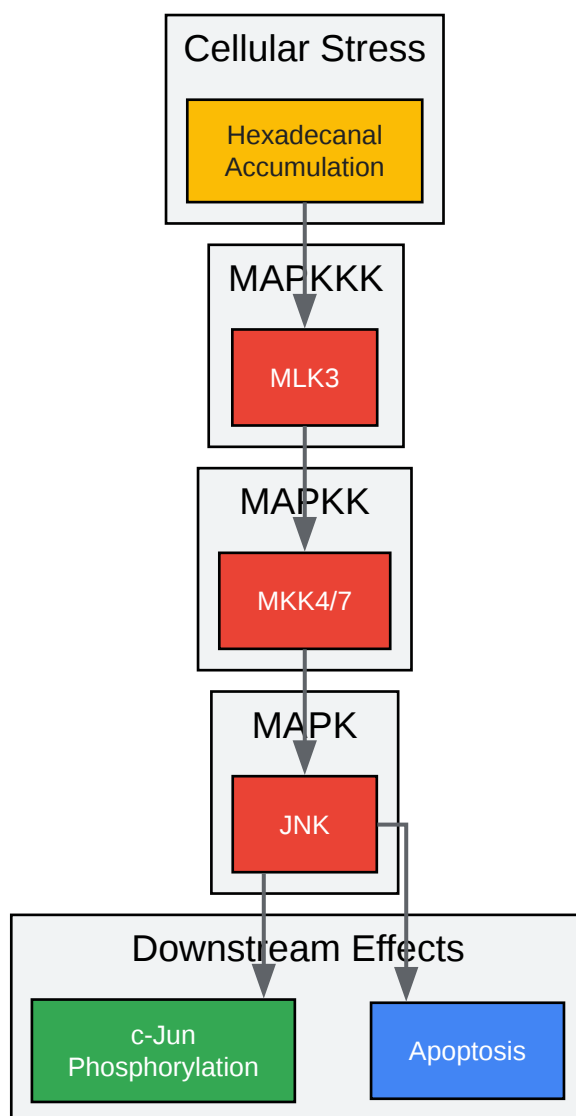 Cellular Stress
Hexadecanal
Accumulation
MAPKKK
MLK3
MAPKK
MKK4/7
MAPK
JNK
Downstream Effects
c-Jun
Phosphorylation
Apoptosis